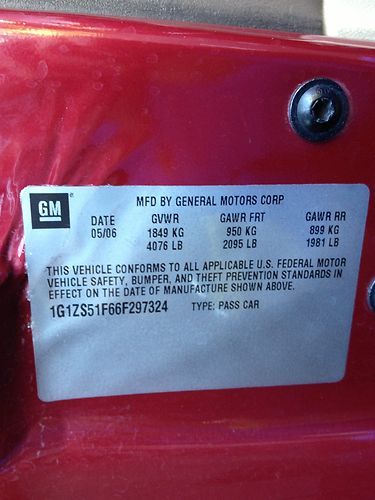 GM
MFD BY GENERAL MOTORS CORP
DATE GVWR GAWR FRT GAWR RR
05/06 1849 KG 950 KG 899 KG
4076 LB 2095 LB 1981 LB
THIS VEHICLE CONFORMS TO ALL APPLICABLE U.S. FEDERAL MOTOR
VEHICLE SAFETY, BUMPER, AND THEFT PREVENTION STANDARDS IN
EFFECT ON THE DATE OF MANUFACTURE SHOWN ABOVE.
1G1ZS51F66F297324 TYPE: PASS CAR